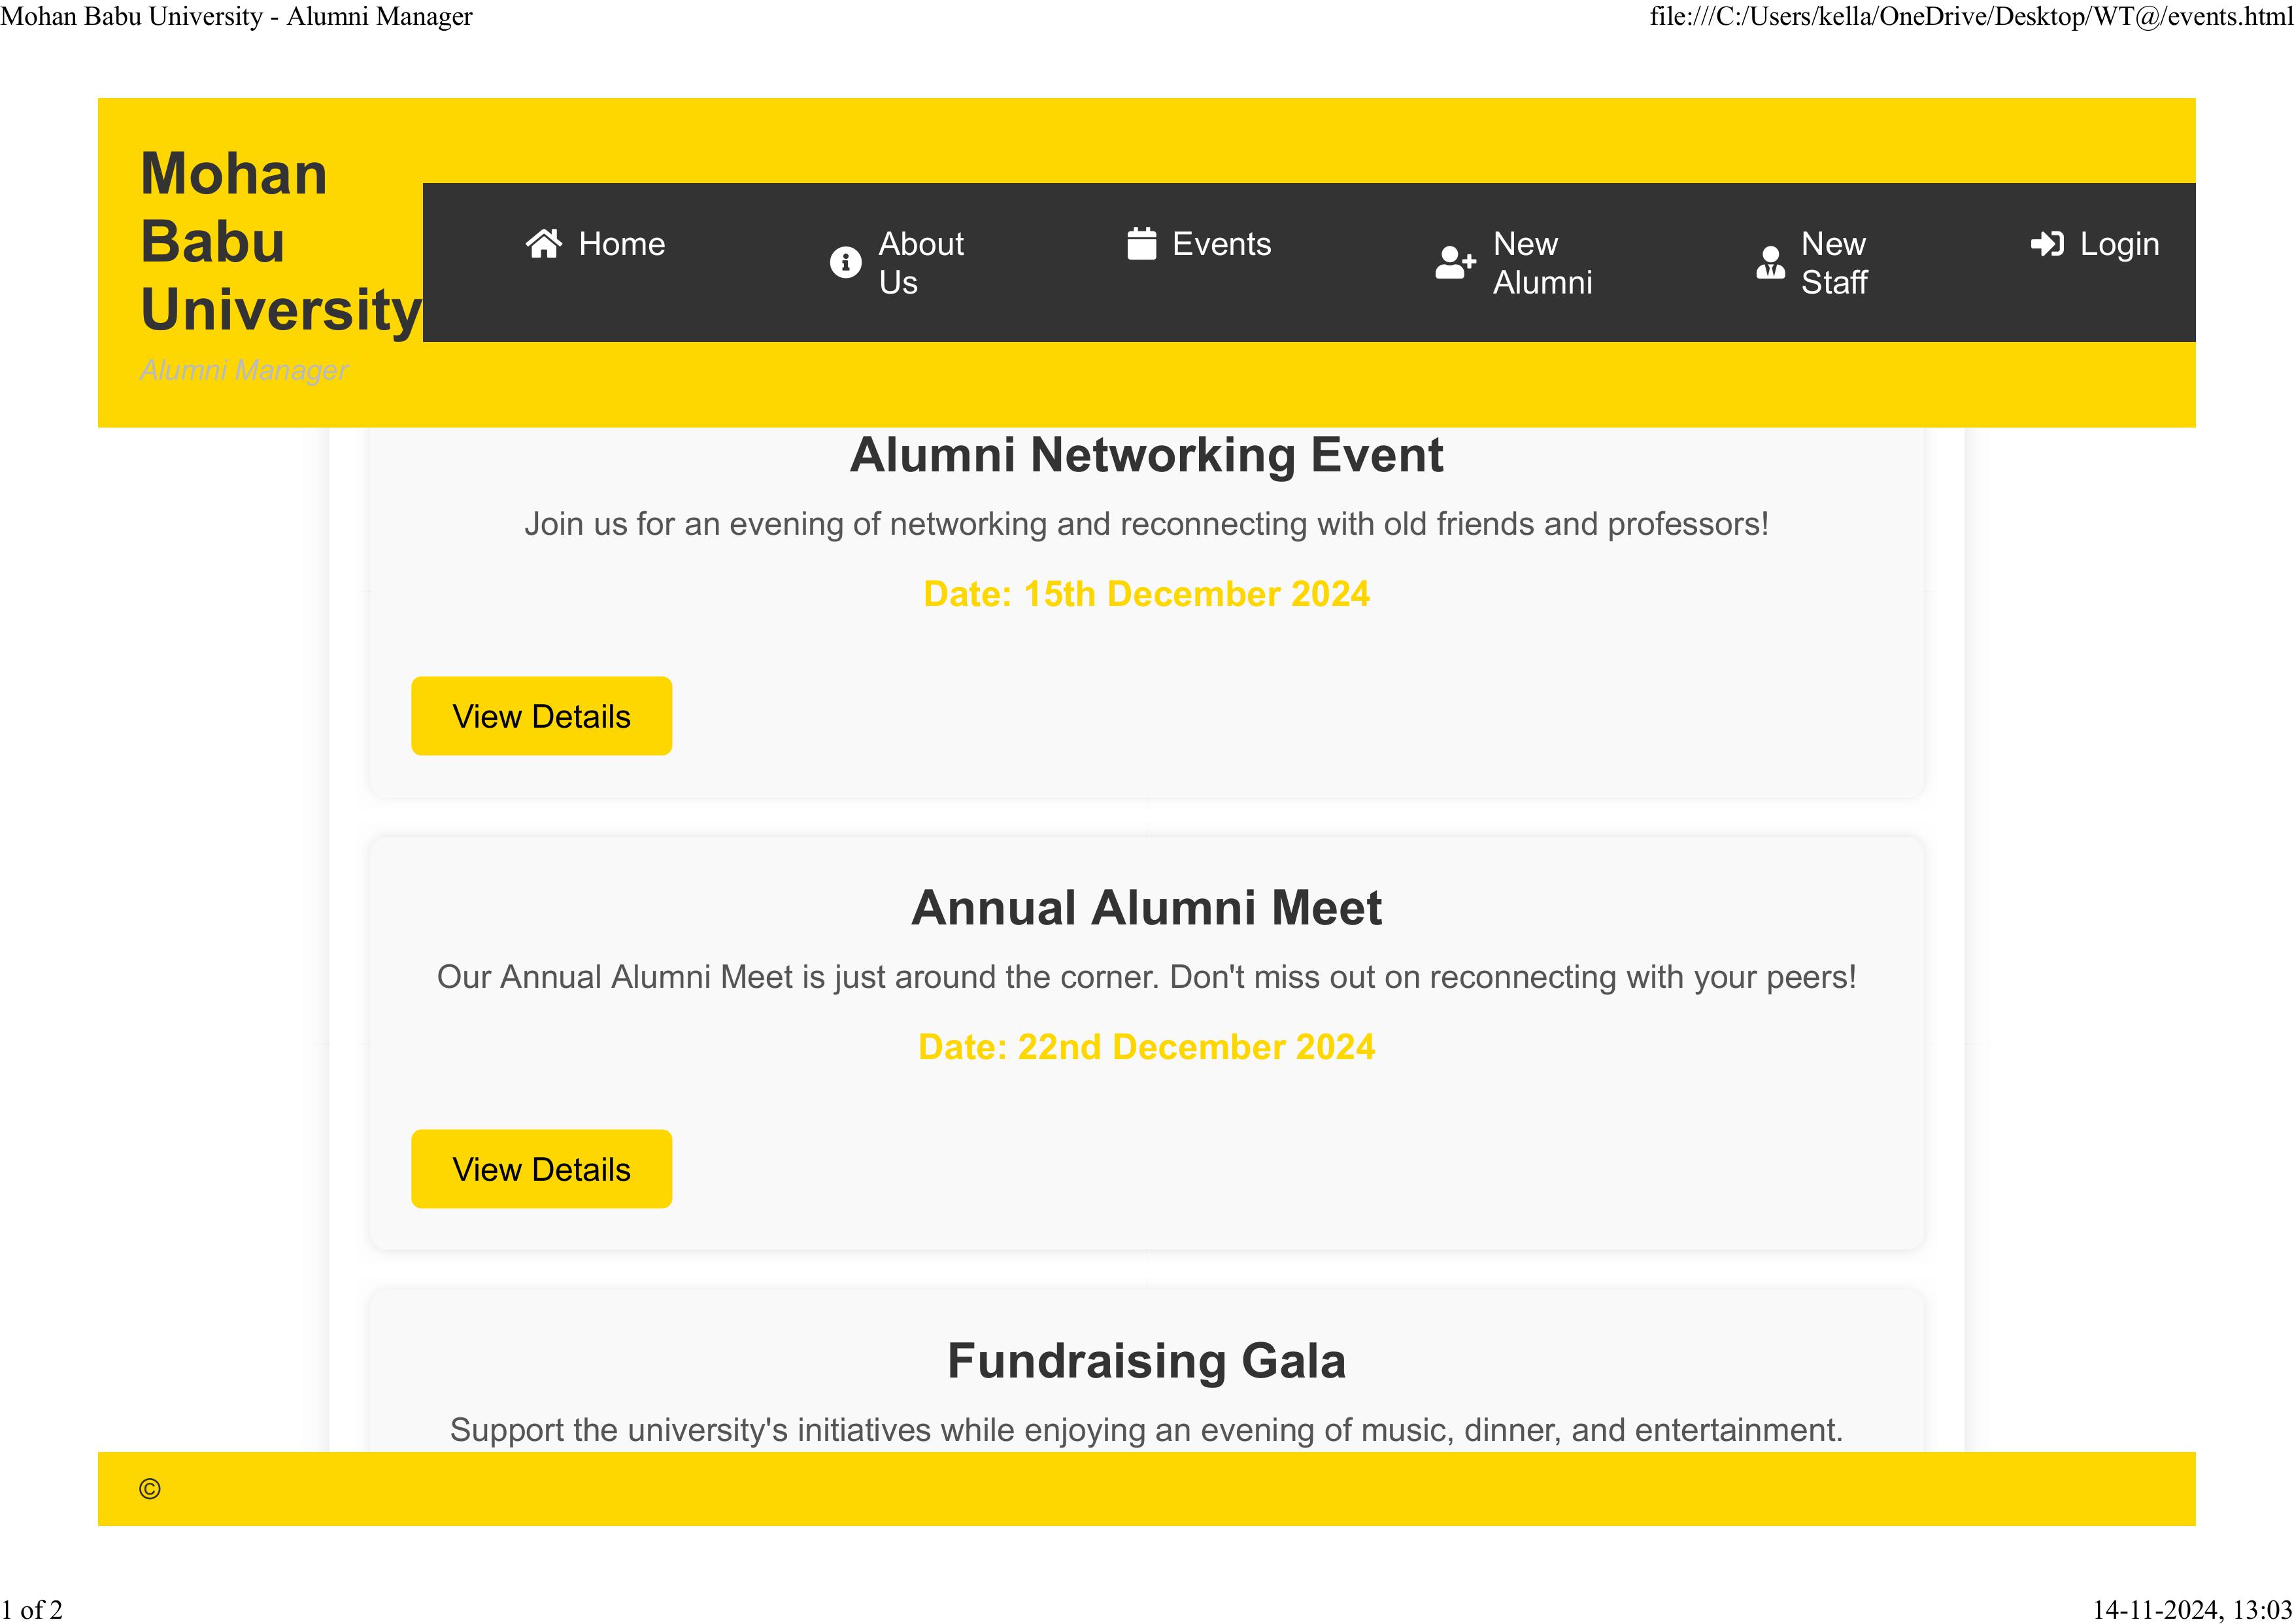 Mohan Babu University - Alumni Manager
file:///C:/Users/kella/OneDrive/Desktop/WT@/events.html
Mohan
Babu
University
Alumni Manager
Home
About
Us
Events
New
Alumni
New
Staff
Login
Alumni Networking Event
Join us for an evening of networking and reconnecting with old friends and professors!
Date: 15th December 2024
View Details
Annual Alumni Meet
Our Annual Alumni Meet is just around the corner. Don't miss out on reconnecting with your peers!
Date: 22nd December 2024
View Details
Fundraising Gala
Support the university's initiatives while enjoying an evening of music, dinner, and entertainment.
©
1 of 2
14-11-2024, 13:03